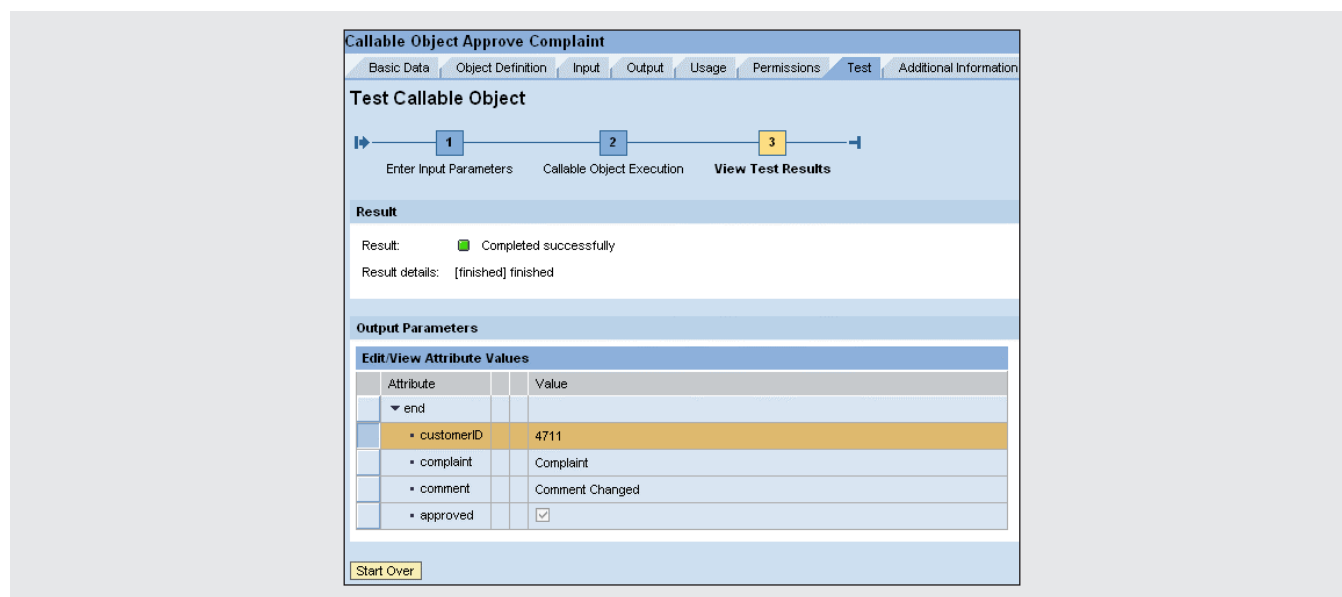 Callable Object Approve Complaint
Basic Data Object Definition Input Output Usage Permissions Test Additional Information
Test Callable Object
1 2 3
Enter Input Parameters Callable Object Execution View Test Results
Result
Result: Completed successfully
Result details: [finished] finished
Output Parameters
Edit/View Attribute Values
Attribute Value
end
customerID 4711
complaint Complaint
comment Comment Changed
approved
Start Over